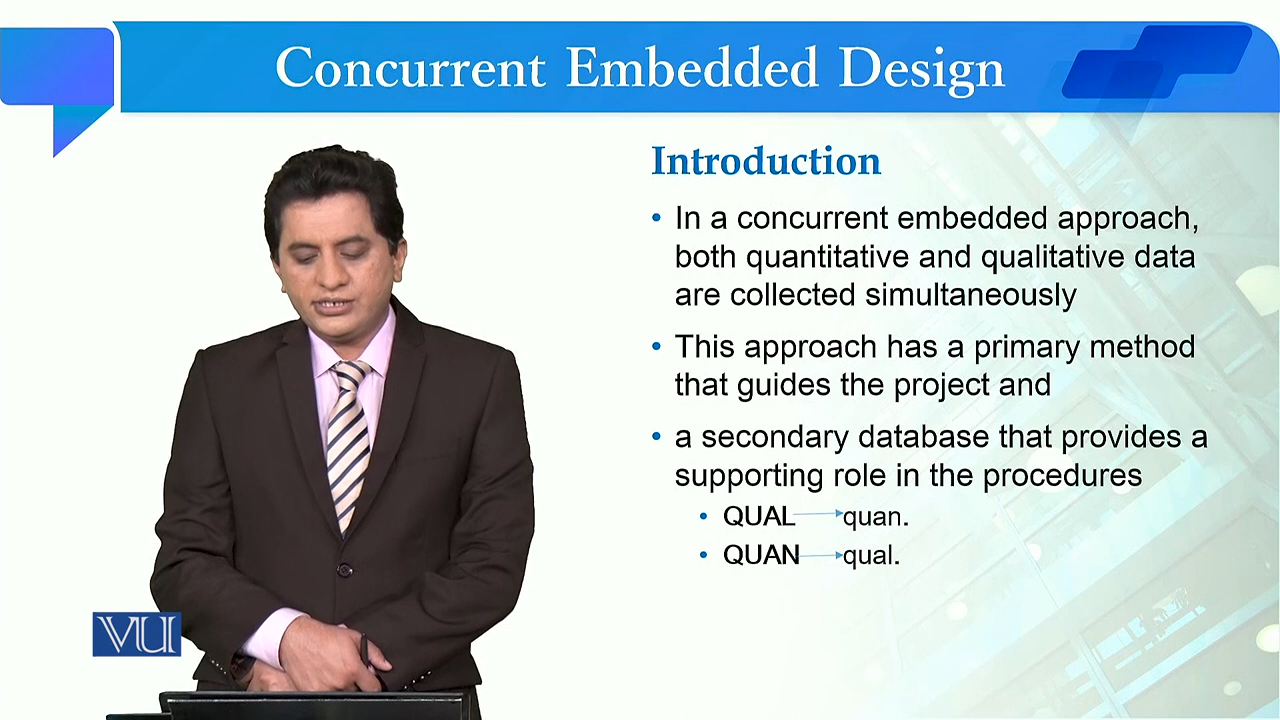 Concurrent Embedded Design
Introduction
• In a concurrent embedded approach,
both quantitative and qualitative data
are collected simultaneously
• This approach has a primary method
that guides the project and
• a secondary database that provides a
supporting role in the procedures
• QUAL → quan.
• QUAN → qual.
VU